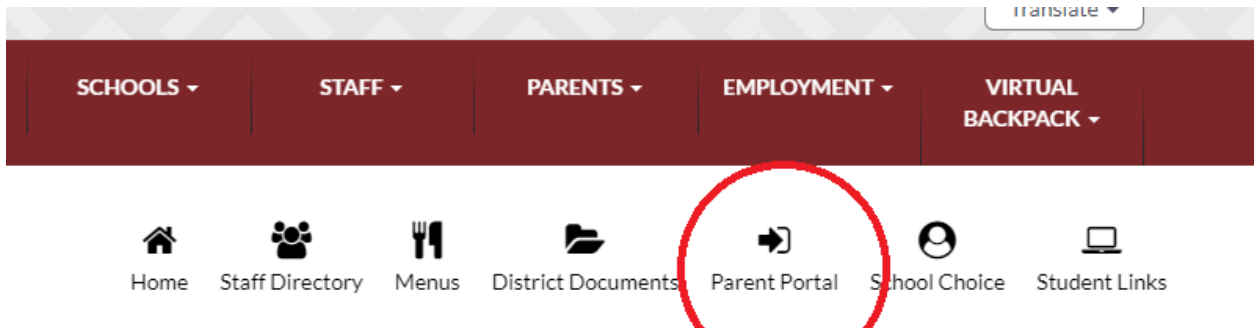 Translate
SCHOOLS STAFF PARENTS EMPLOYMENT VIRTUAL
BACKPACK
Home Staff Directory Menus District Documents Parent Portal School Choice Student Links